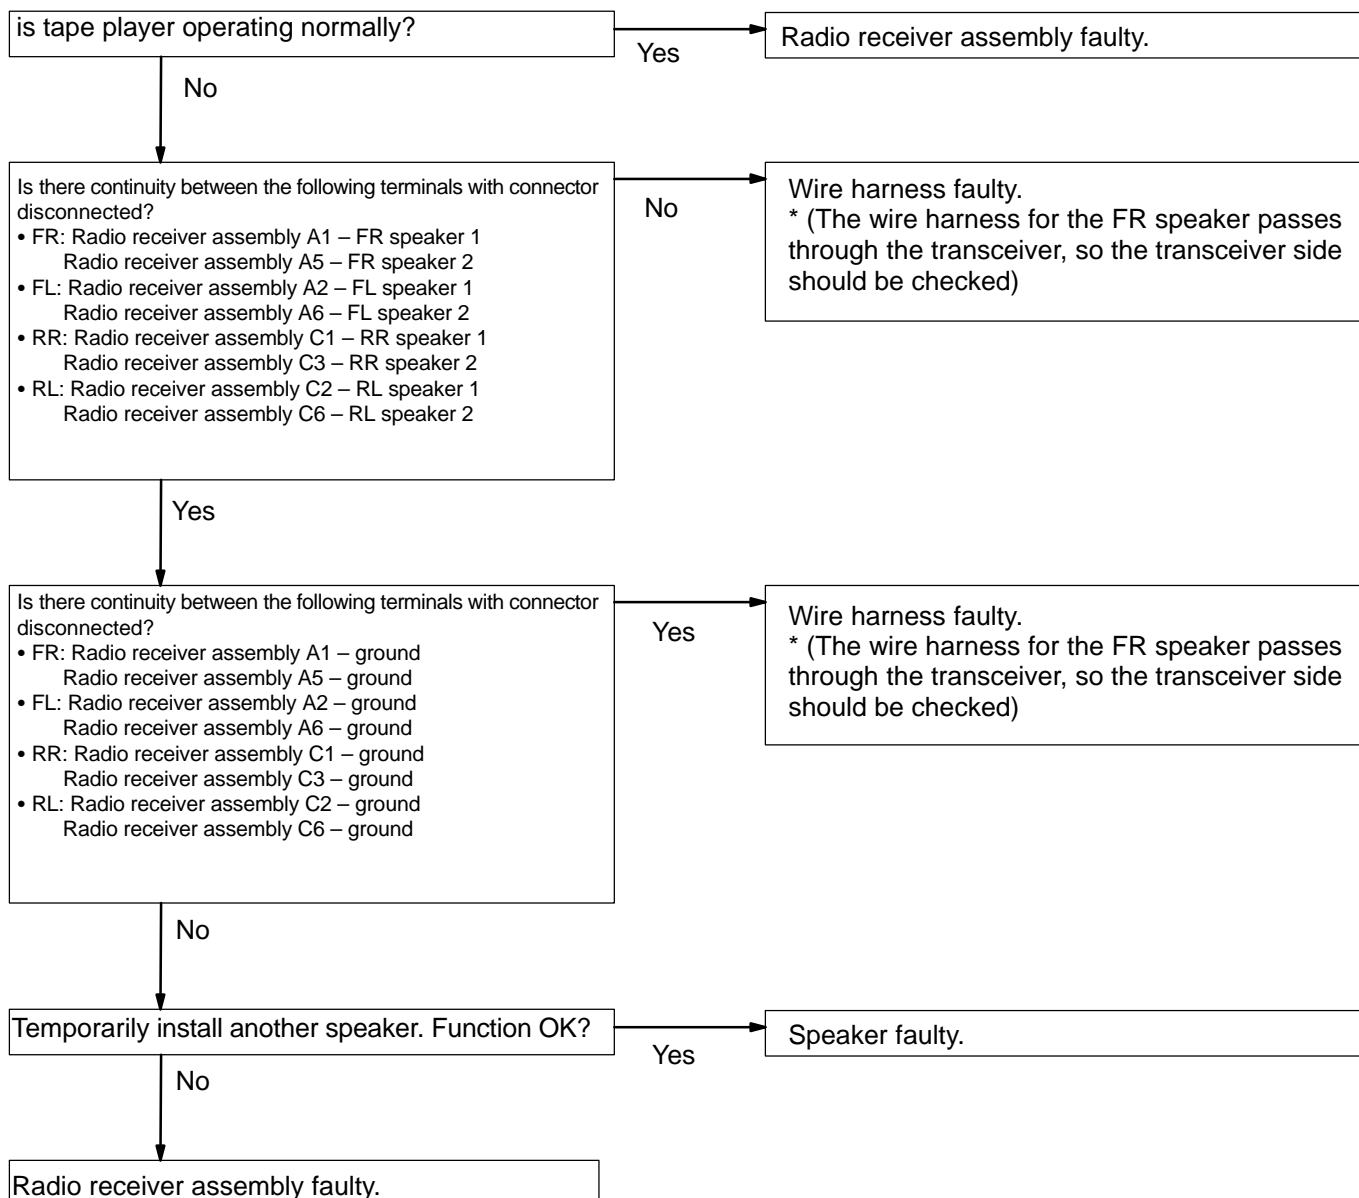 is tape player operating normally?
Yes
Radio receiver assembly faulty.
No
Is there continuity between the following terminals with connector
disconnected?
• FR: Radio receiver assembly A1 – FR speaker 1
Radio receiver assembly A5 – FR speaker 2
• FL: Radio receiver assembly A2 – FL speaker 1
Radio receiver assembly A6 – FL speaker 2
• RR: Radio receiver assembly C1 – RR speaker 1
Radio receiver assembly C3 – RR speaker 2
• RL: Radio receiver assembly C2 – RL speaker 1
Radio receiver assembly C6 – RL speaker 2
No
Wire harness faulty.
* (The wire harness for the FR speaker passes
through the transceiver, so the transceiver side
should be checked)
Yes
Is there continuity between the following terminals with connector
disconnected?
• FR: Radio receiver assembly A1 – ground
Radio receiver assembly A5 – ground
• FL: Radio receiver assembly A2 – ground
Radio receiver assembly A6 – ground
• RR: Radio receiver assembly C1 – ground
Radio receiver assembly C3 – ground
• RL: Radio receiver assembly C2 – ground
Radio receiver assembly C6 – ground
Yes
Wire harness faulty.
* (The wire harness for the FR speaker passes
through the transceiver, so the transceiver side
should be checked)
No
Temporarily install another speaker. Function OK?
Yes
Speaker faulty.
No
Radio receiver assembly faulty.